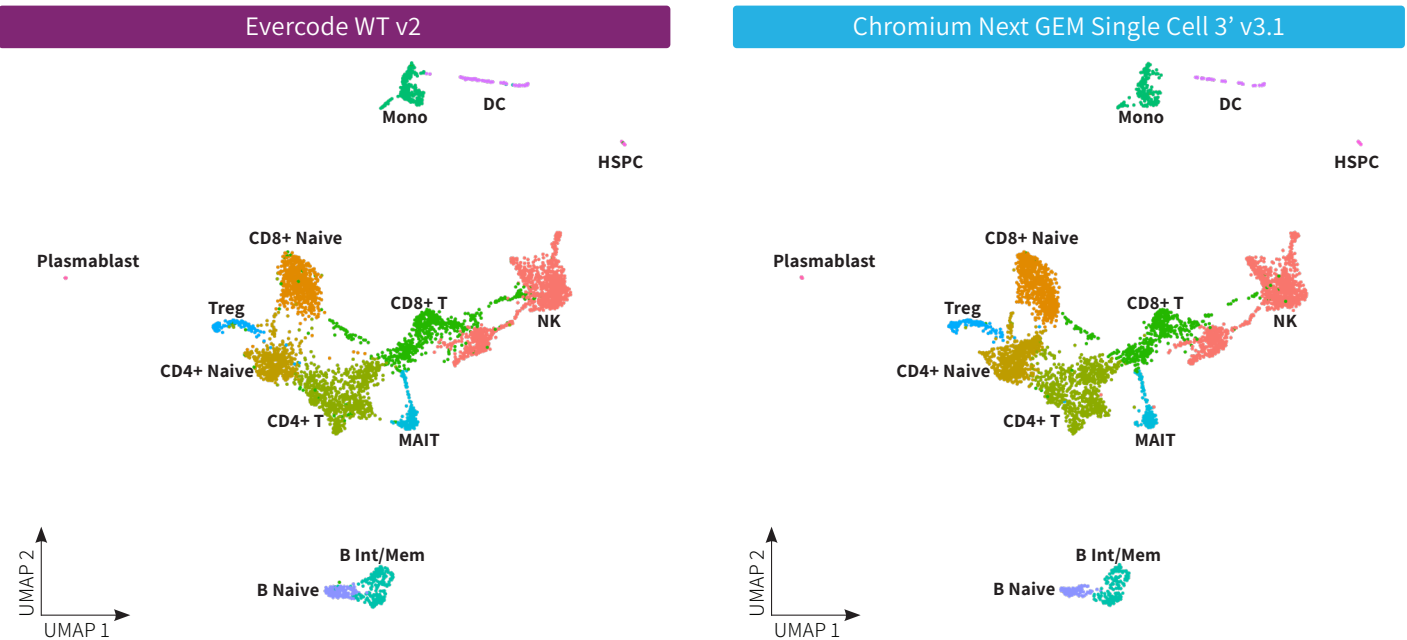 Evercode WT v2
Mono
DC
HSPC
CD8+ Naive
Plasmablast
Treg
CD8+ T
NK
CD4+ Naive
CD4+ T
MAIT
B Int/Mem
B Naive
UMAP 2
UMAP 1
Chromium Next GEM Single Cell 3’ v3.1
Mono
DC
HSPC
CD8+ Naive
Plasmablast
Treg
CD8+ T
NK
CD4+ Naive
CD4+ T
MAIT
B Int/Mem
B Naive
UMAP 2
UMAP 1